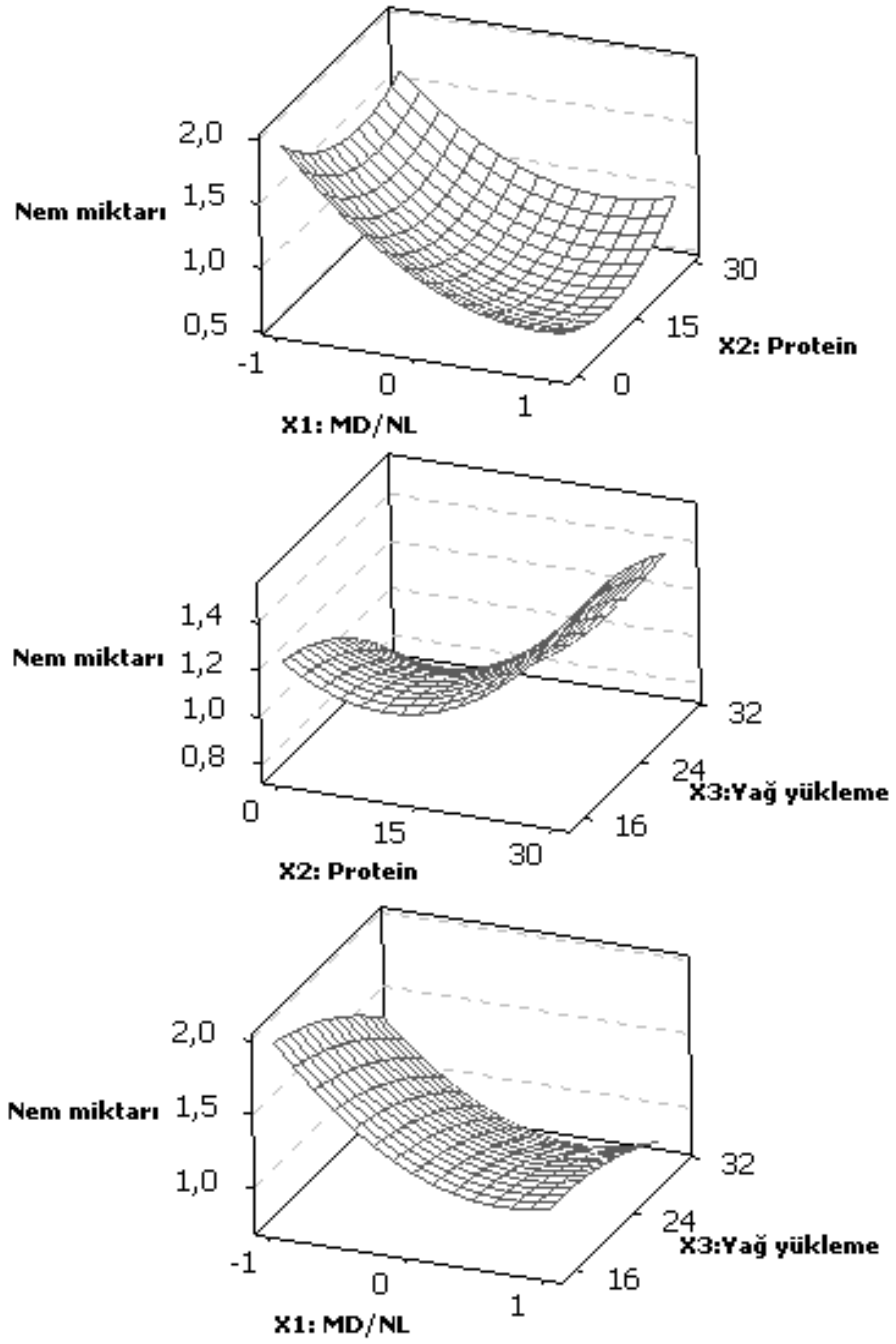 2,0
Nem miktarı 1,5
1,0
0,5
-1 0 1
X1: MD/NL
0 15 30
X2: Protein
1,4
1,2
Nem miktarı
1,0
0,8
0 15 30
X2: Protein
16 24 32
X3:Yağ yükleme
2,0
Nem miktarı 1,5
1,0
-1 0 1
X1: MD/NL
16 24 32
X3:Yağ yükleme